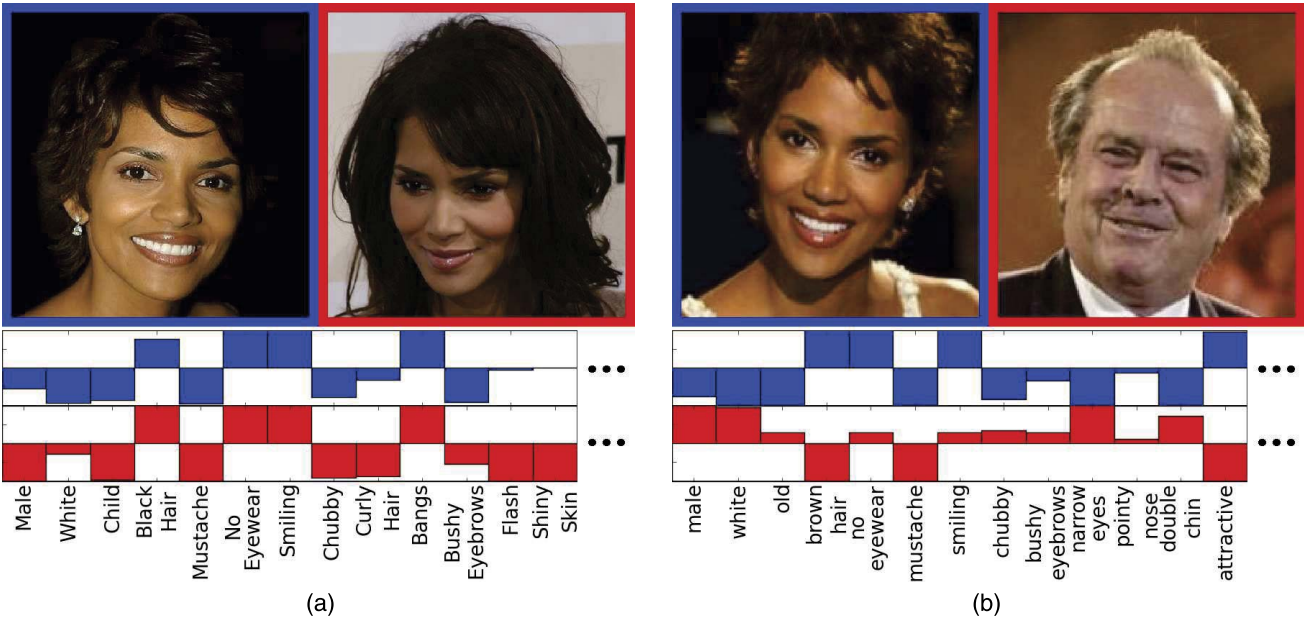 Male
White
Child
Black
Hair
Mustache
No
Eyewear
Smiling
Chubby
Curly
Hair
Bangs
Bushy
Eyebrows
Flash
Shiny
Skin
male
white
old
brown
hair
no
eyewear
mustache
smiling
chubby
bushy
eyebrows
narrow
eyes
pointy
nose
double
chin
attractive
(a)
(b)